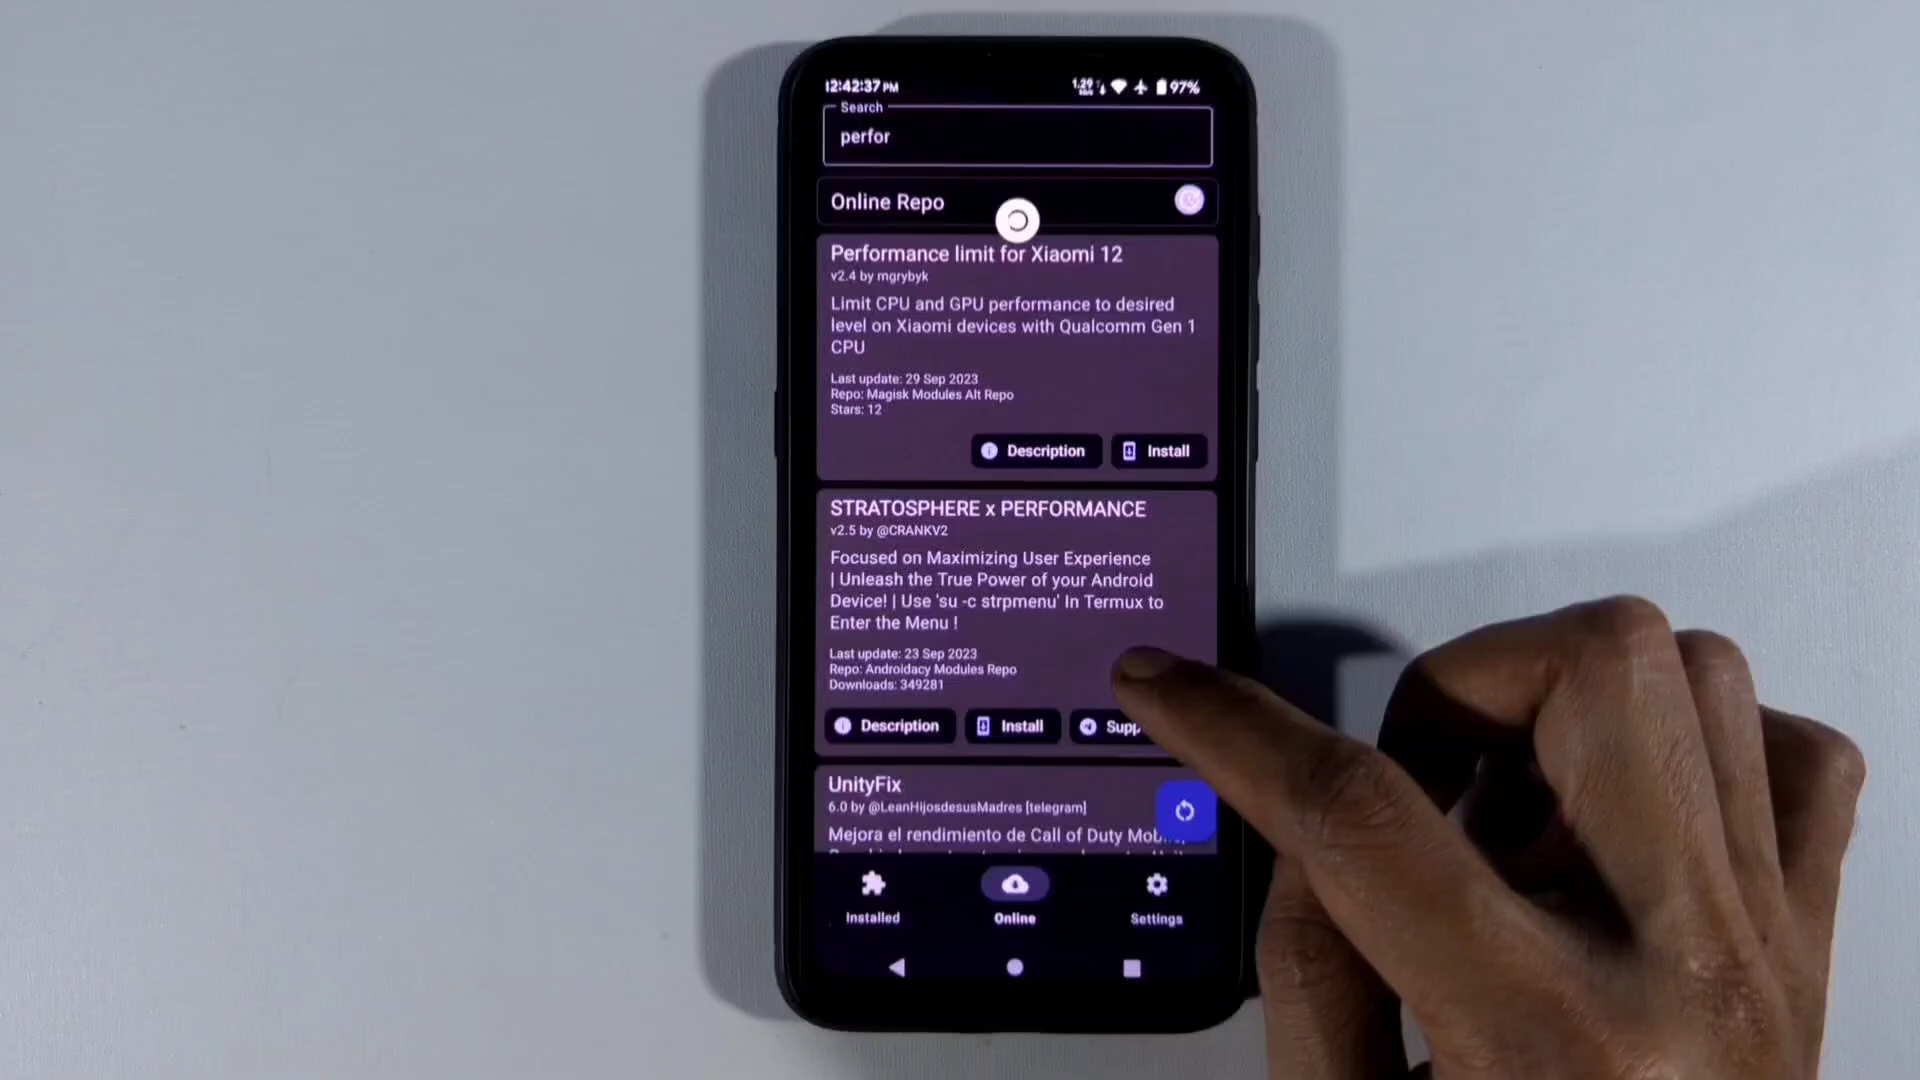 12:42:37 PM
1.29
97%
Search
perfor
Online Repo
Performance limit for Xiaomi 12
v2.4 by mgrybyk
Limit CPU and GPU performance to desired
level on Xiaomi devices with Qualcomm Gen 1
CPU
Last update: 29 Sep 2023
Repo: Magisk Modules Alt Repo
Stars: 12
Description
Install
STRATOSPHERE x PERFORMANCE
v2.5 by @CRANKV2
Focused on Maximizing User Experience
| Unleash the True Power of your Android
Device! | Use 'su -c strpmenu' In Termux to
Enter the Menu !
Last update: 23 Sep 2023
Repo: Androidacy Modules Repo
Downloads: 349281
Description
Install
Supp
UnityFix
6.0 by @LeanHijosdesusMadres [telegram]
Mejora el rendimiento de Call of Duty
Installed
Online
Settings